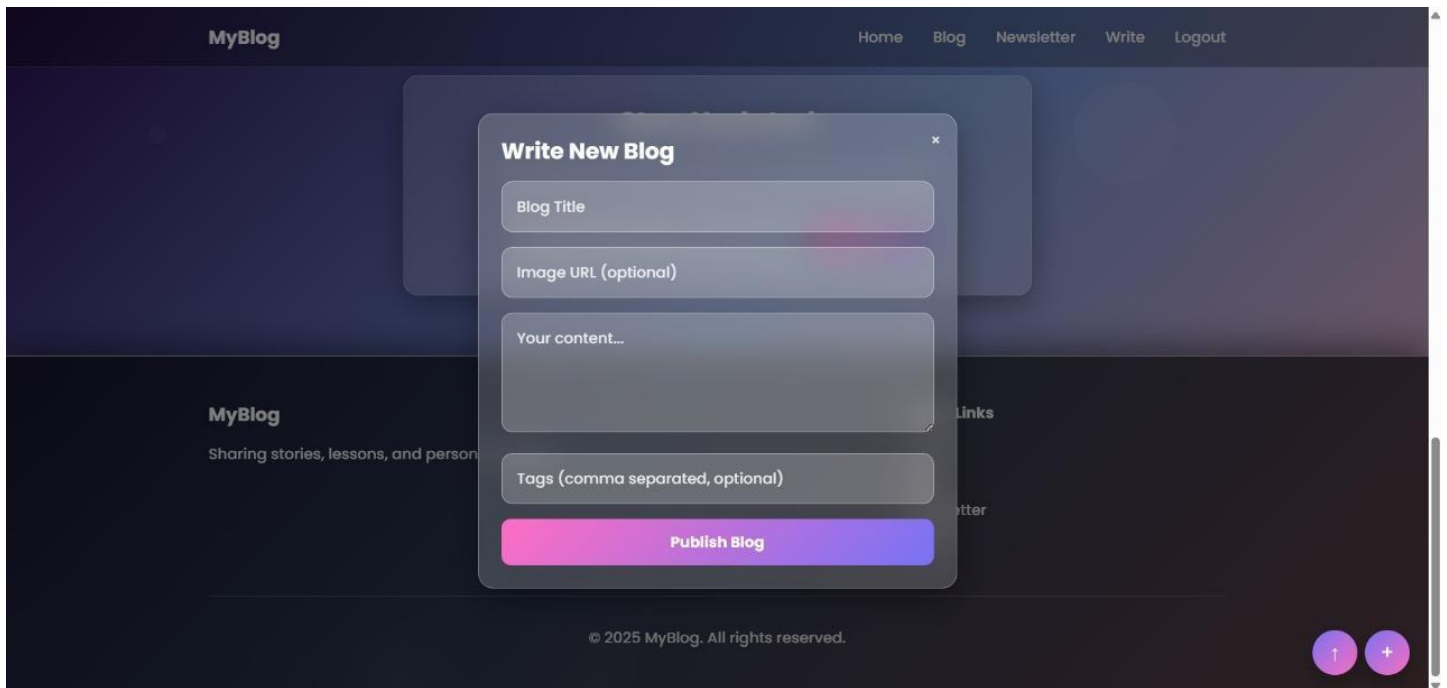 MyBlog
Home Blog Newsletter Write Logout
Write New Blog
×
Blog Title
Image URL (optional)
Your content...
Tags (comma separated, optional)
Publish Blog
MyBlog
Sharing stories, lessons, and person
Links
etter
© 2025 MyBlog. All rights reserved.
↑ +